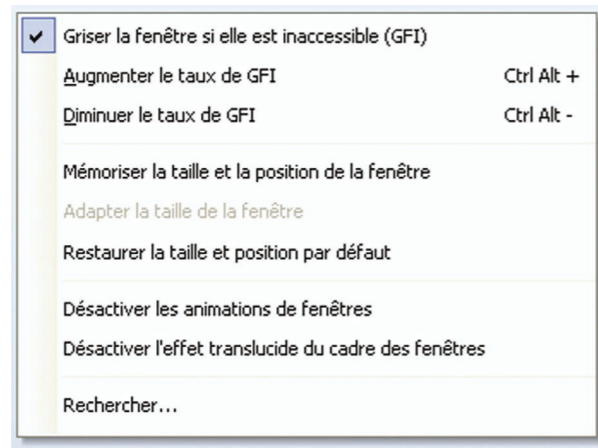 Griser la fenêtre si elle est inaccessible (GFI)
Augmenter le taux de GFI Ctrl Alt +
Diminuer le taux de GFI Ctrl Alt -
Mémoriser la taille et la position de la fenêtre
Adapter la taille de la fenêtre
Restaurer la taille et position par défaut
Désactiver les animations de fenêtres
Désactiver l'effet translucide du cadre des fenêtres
Rechercher...